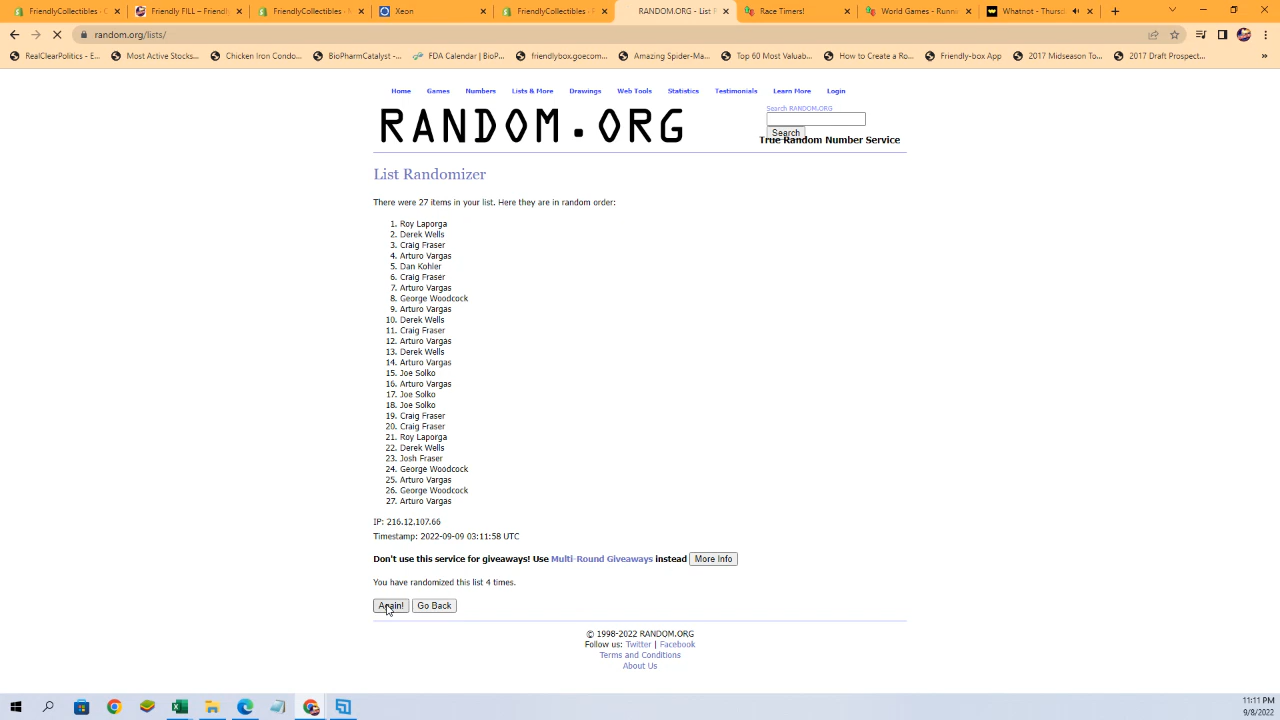 FriendlyCollectibles - C
Friendly FILL – Friendly
FriendlyCollectibles - S
Xenon
FriendlyCollectibles - P
RANDOM.ORG - List F
Race Time!
World Games - Runnin
Whatnot - Thursd
random.org/lists/
RealClearPolitics - E...
Most Active Stocks...
Chicken Iron Condo...
BioPharmCatalyst -...
FDA Calendar | BioP...
friendlybox.goecom...
Amazing Spider-Ma...
Top 60 Most Valuab...
How to Create a Ro...
Friendly-box App
2017 Midseason To...
2017 Draft Prospect...
»
Home Games Numbers Lists & More Drawings Web Tools Statistics Testimonials Learn More Login
Search RANDOM.ORG
RANDOM.ORG
Search
True Random Number Service
List Randomizer
There were 27 items in your list. Here they are in random order:
1. Roy Laporga
2. Derek Wells
3. Craig Fraser
4. Arturo Vargas
5. Dan Kohler
6. Craig Fraser
7. Arturo Vargas
8. George Woodcock
9. Arturo Vargas
10. Derek Wells
11. Craig Fraser
12. Arturo Vargas
13. Derek Wells
14. Arturo Vargas
15. Joe Solko
16. Arturo Vargas
17. Joe Solko
18. Joe Solko
19. Craig Fraser
20. Craig Fraser
21. Roy Laporga
22. Derek Wells
23. Josh Fraser
24. George Woodcock
25. Arturo Vargas
26. George Woodcock
27. Arturo Vargas
IP: 216.12.107.66
Timestamp: 2022-09-09 03:11:58 UTC
Don't use this service for giveaways! Use Multi-Round Giveaways instead More Info
You have randomized this list 4 times.
Again! Go Back
© 1998-2022 RANDOM.ORG
Follow us: Twitter | Facebook
Terms and Conditions
About Us
11:11 PM
9/8/2022